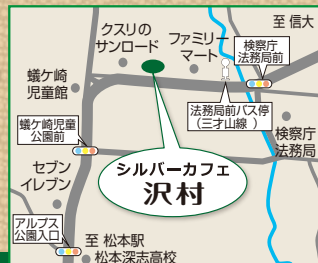 至 信大
クスリの
サンロード
ファミリー
マート
検察庁
法務局前
蟻ケ崎
児童館
法務局前バス停
（三才山線 ）
検察庁
法務局
蟻ケ崎児童
公園前
シルバーカフェ
沢村
セブン
イレブン
アルプス
公園入口
至 松本駅
松本深志高校